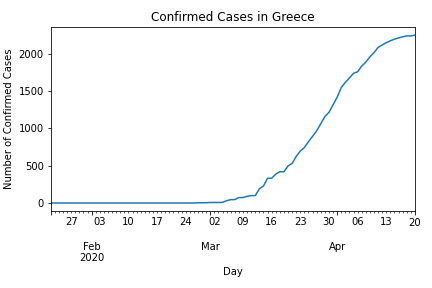 Confirmed Cases in Greece
Number of Confirmed Cases
2000
1500
1000
500
0
27 03 10 17 24 02 09 16 23 30 06 13 20
Feb Mar Apr
2020
Day